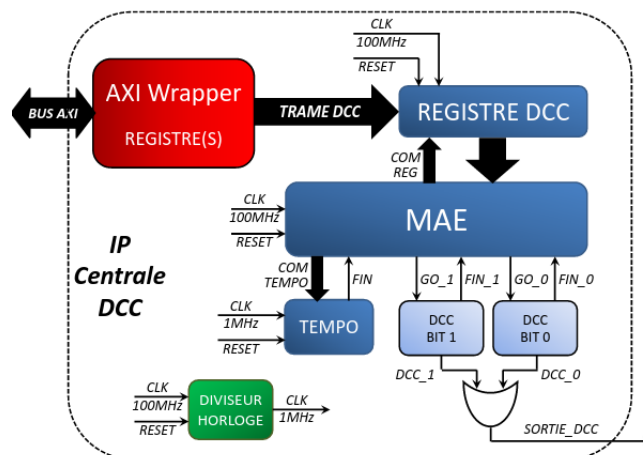 CLK
100MHz
RESET
AXI Wrapper
REGISTRE(S)
BUS AXI
TRAME DCC
REGISTRE DCC
COM
REG
CLK
100MHz
RESET
MAE
IP
Centrale
DCC
COM
TEMPO
FIN
GO_1
FIN_1
GO_0
FIN_0
CLK
1MHz
RESET
TEMPO
DCC
BIT 1
DCC
BIT 0
DCC_1
DCC_0
CLK
100MHz
RESET
DIVISEUR
HORLOGE
CLK
1MHz
SORTIE_DCC